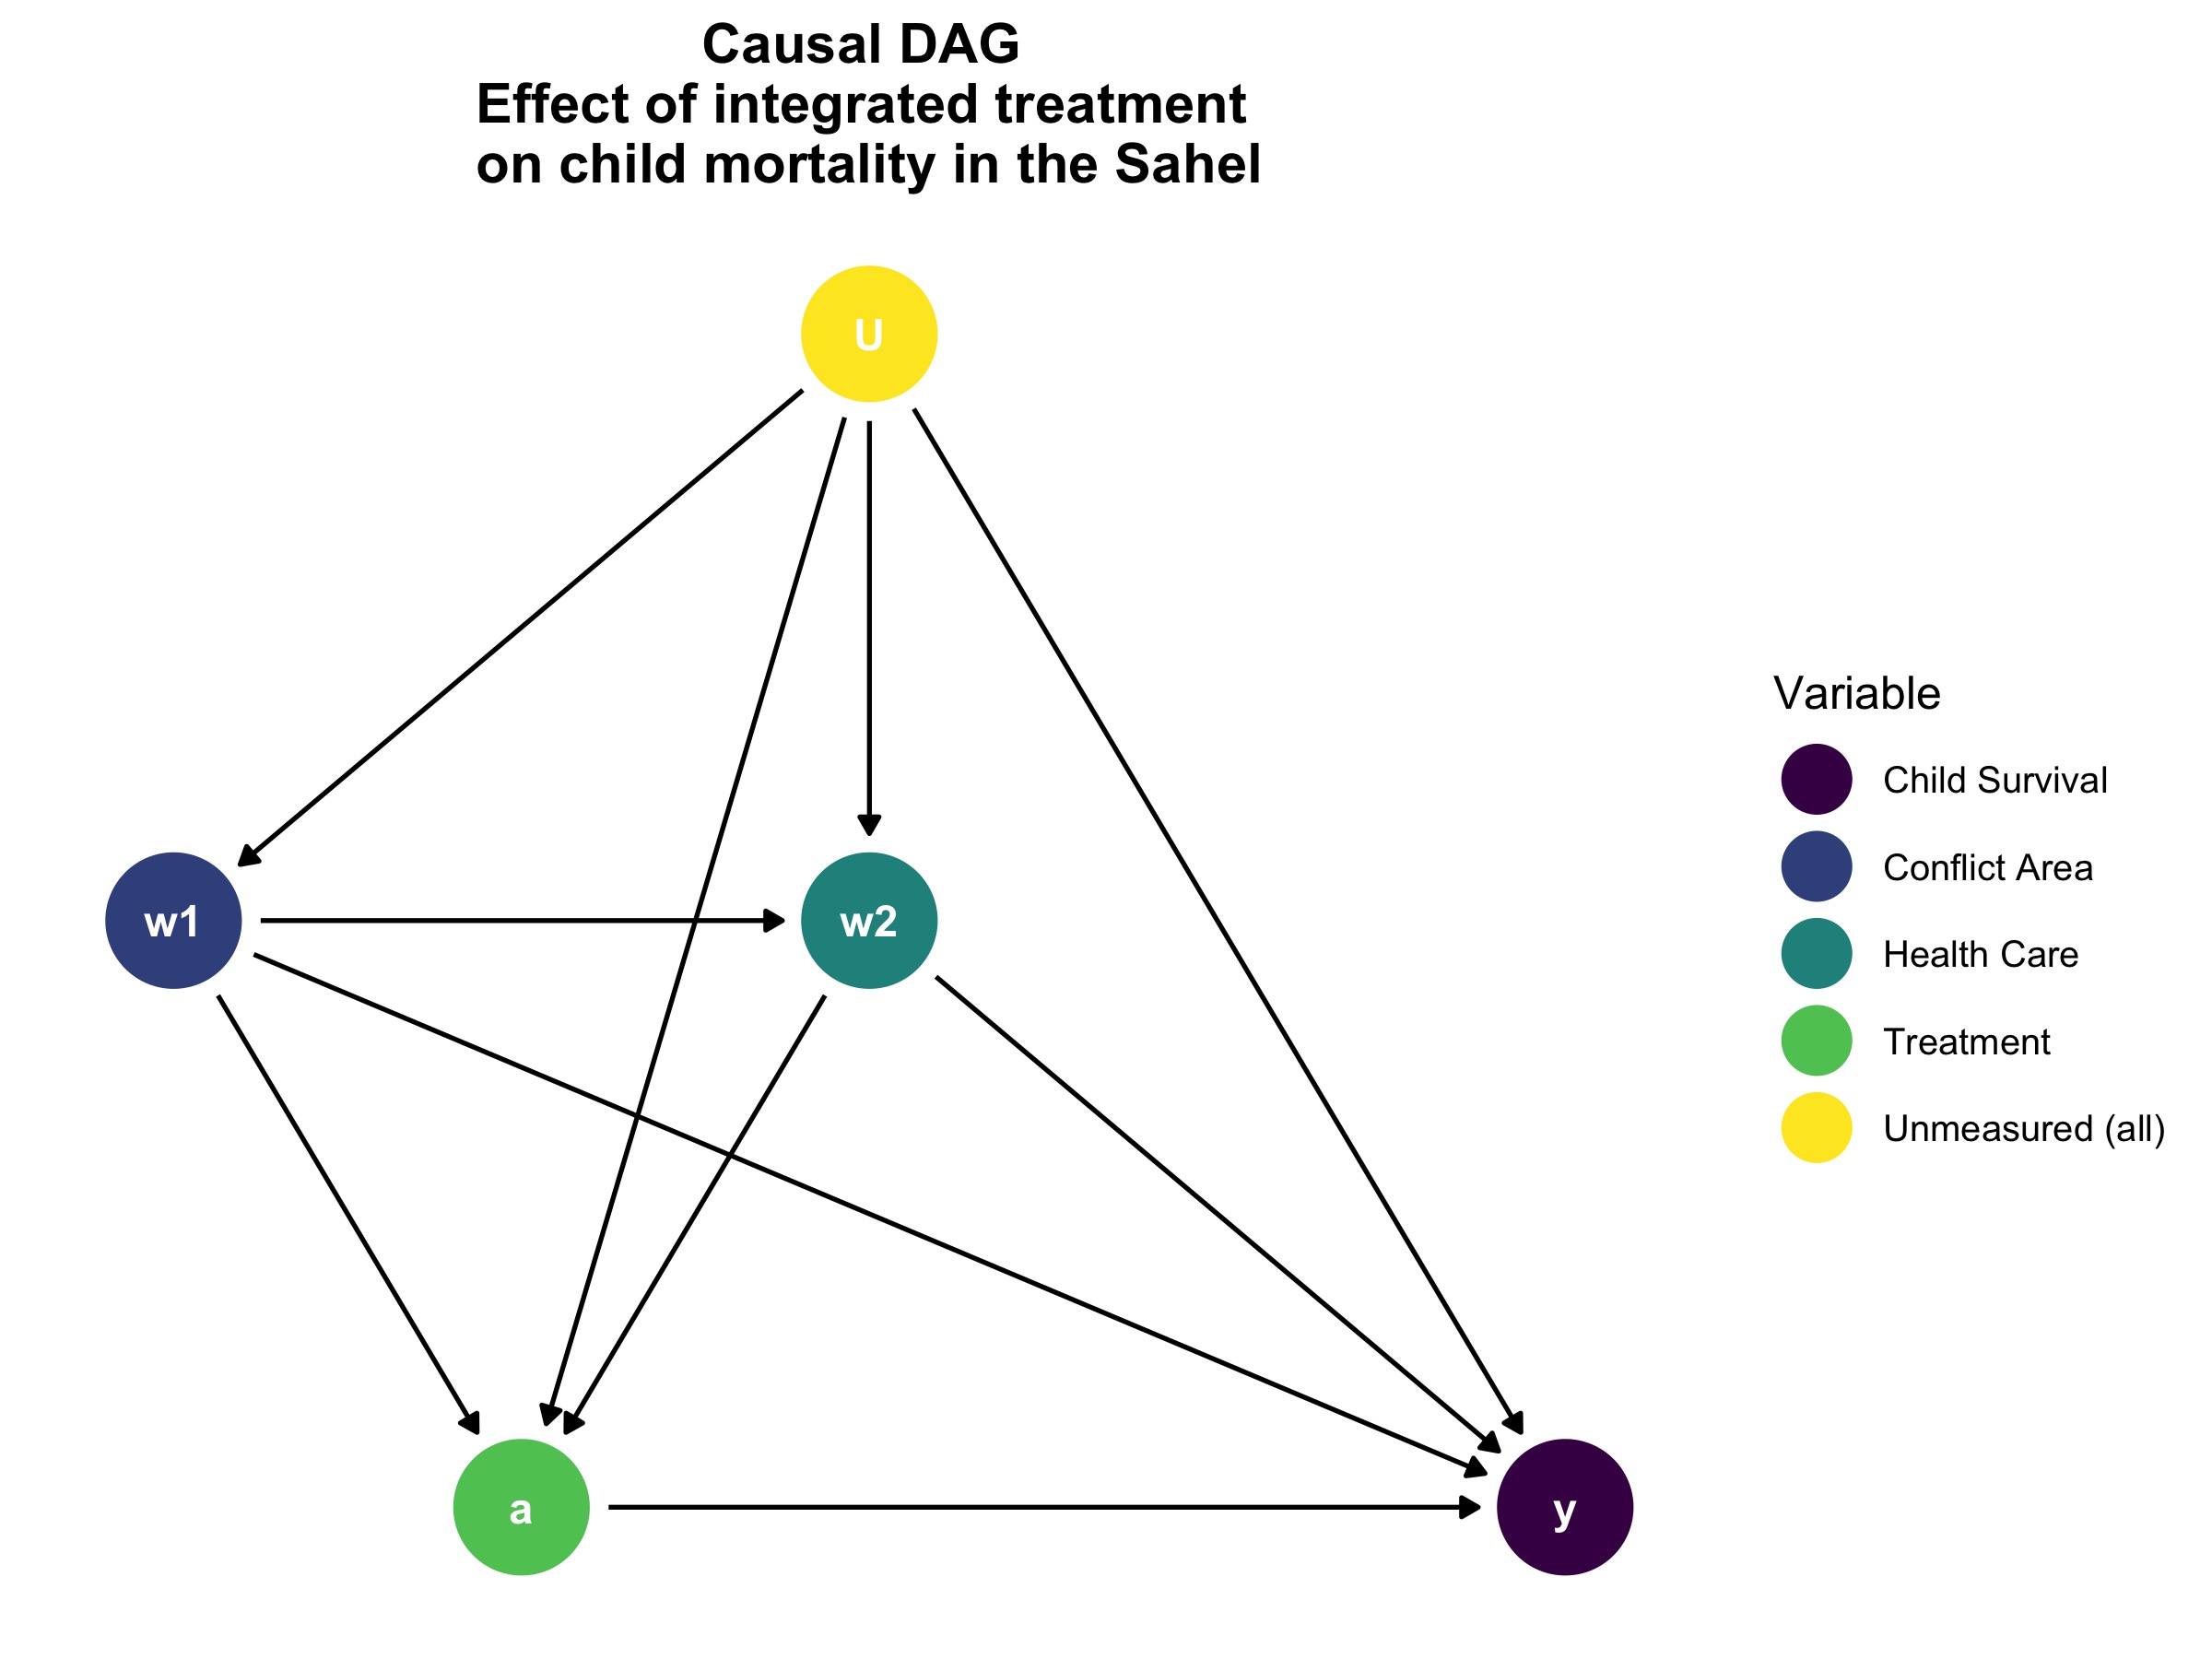 Causal DAG
Effect of integrated treatment
on child mortality in the Sahel
U
w1
w2
a
y
Variable
Child Survival
Conflict Area
Health Care
Treatment
Unmeasured (all)